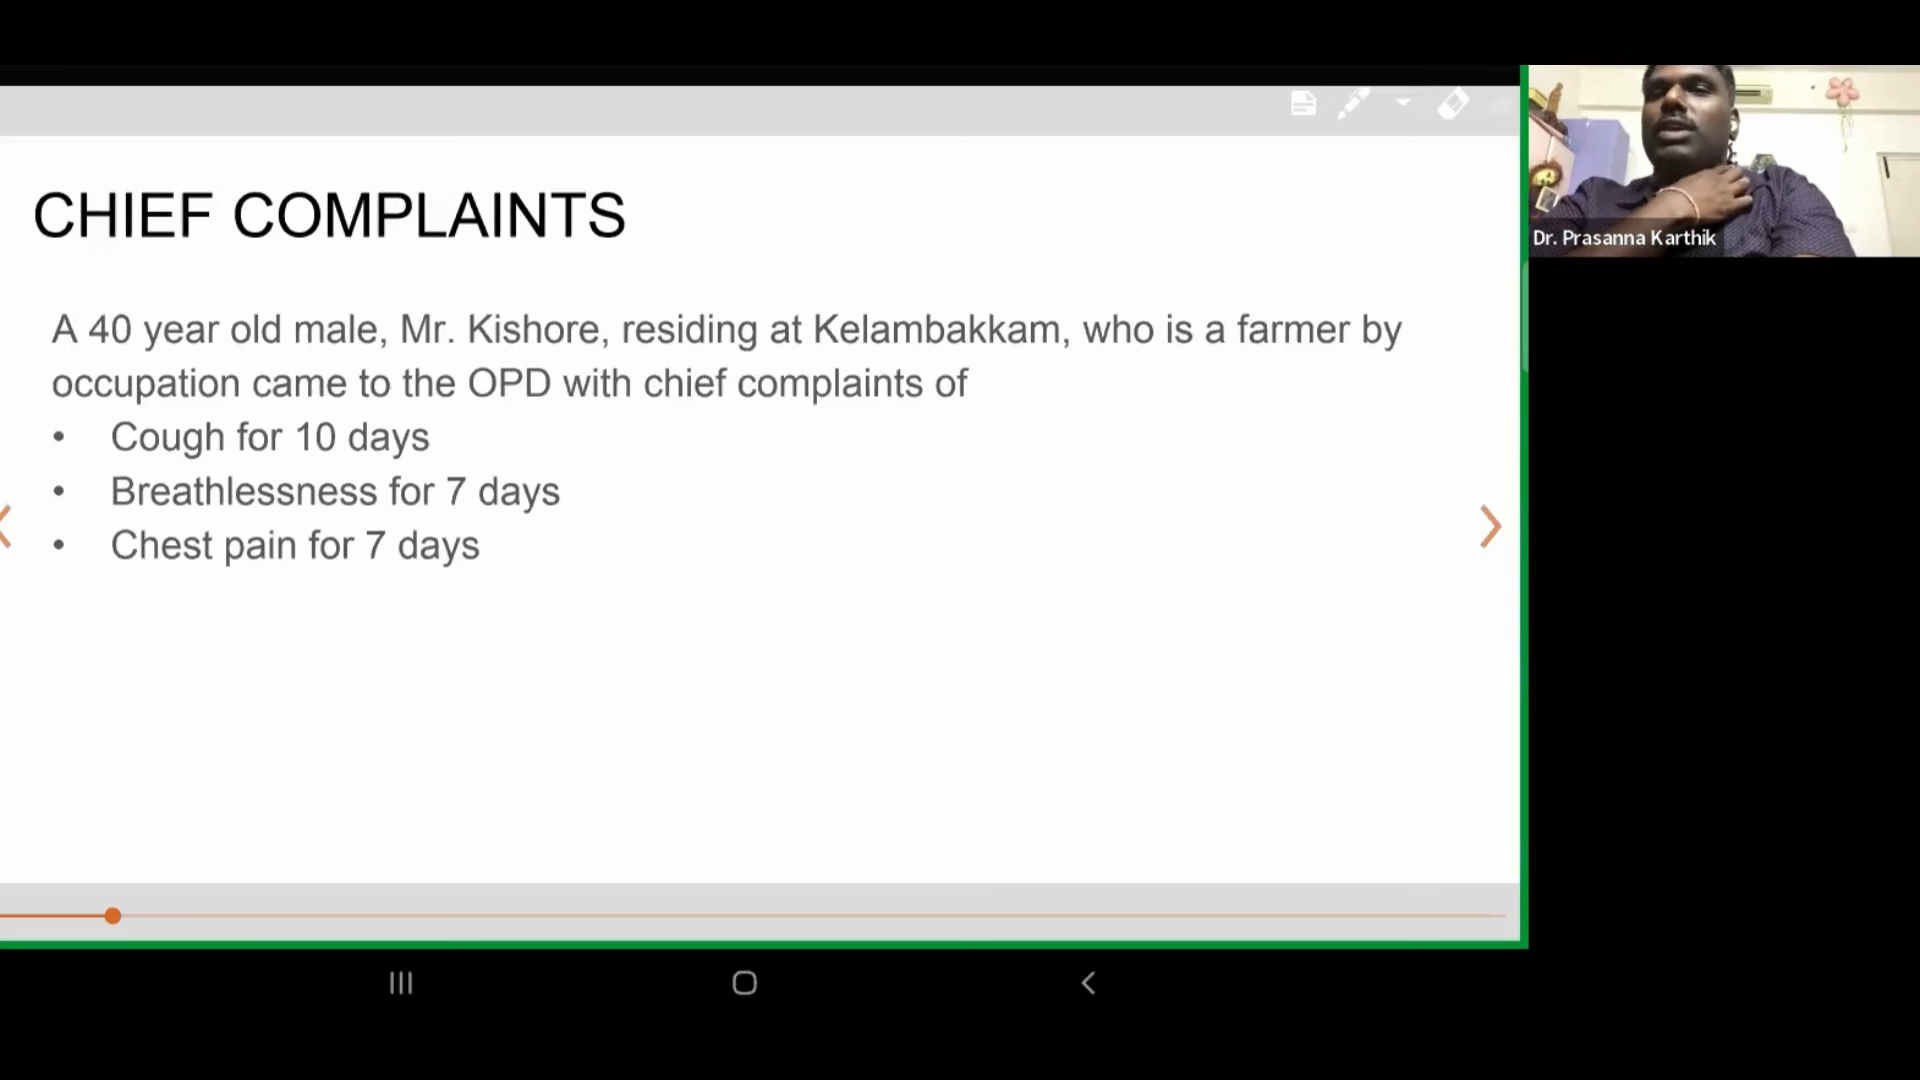 CHIEF COMPLAINTS
A 40 year old male, Mr. Kishore, residing at Kelambakkam, who is a farmer by
occupation came to the OPD with chief complaints of
• Cough for 10 days
• Breathlessness for 7 days
• Chest pain for 7 days
Dr. Prasanna Karthik